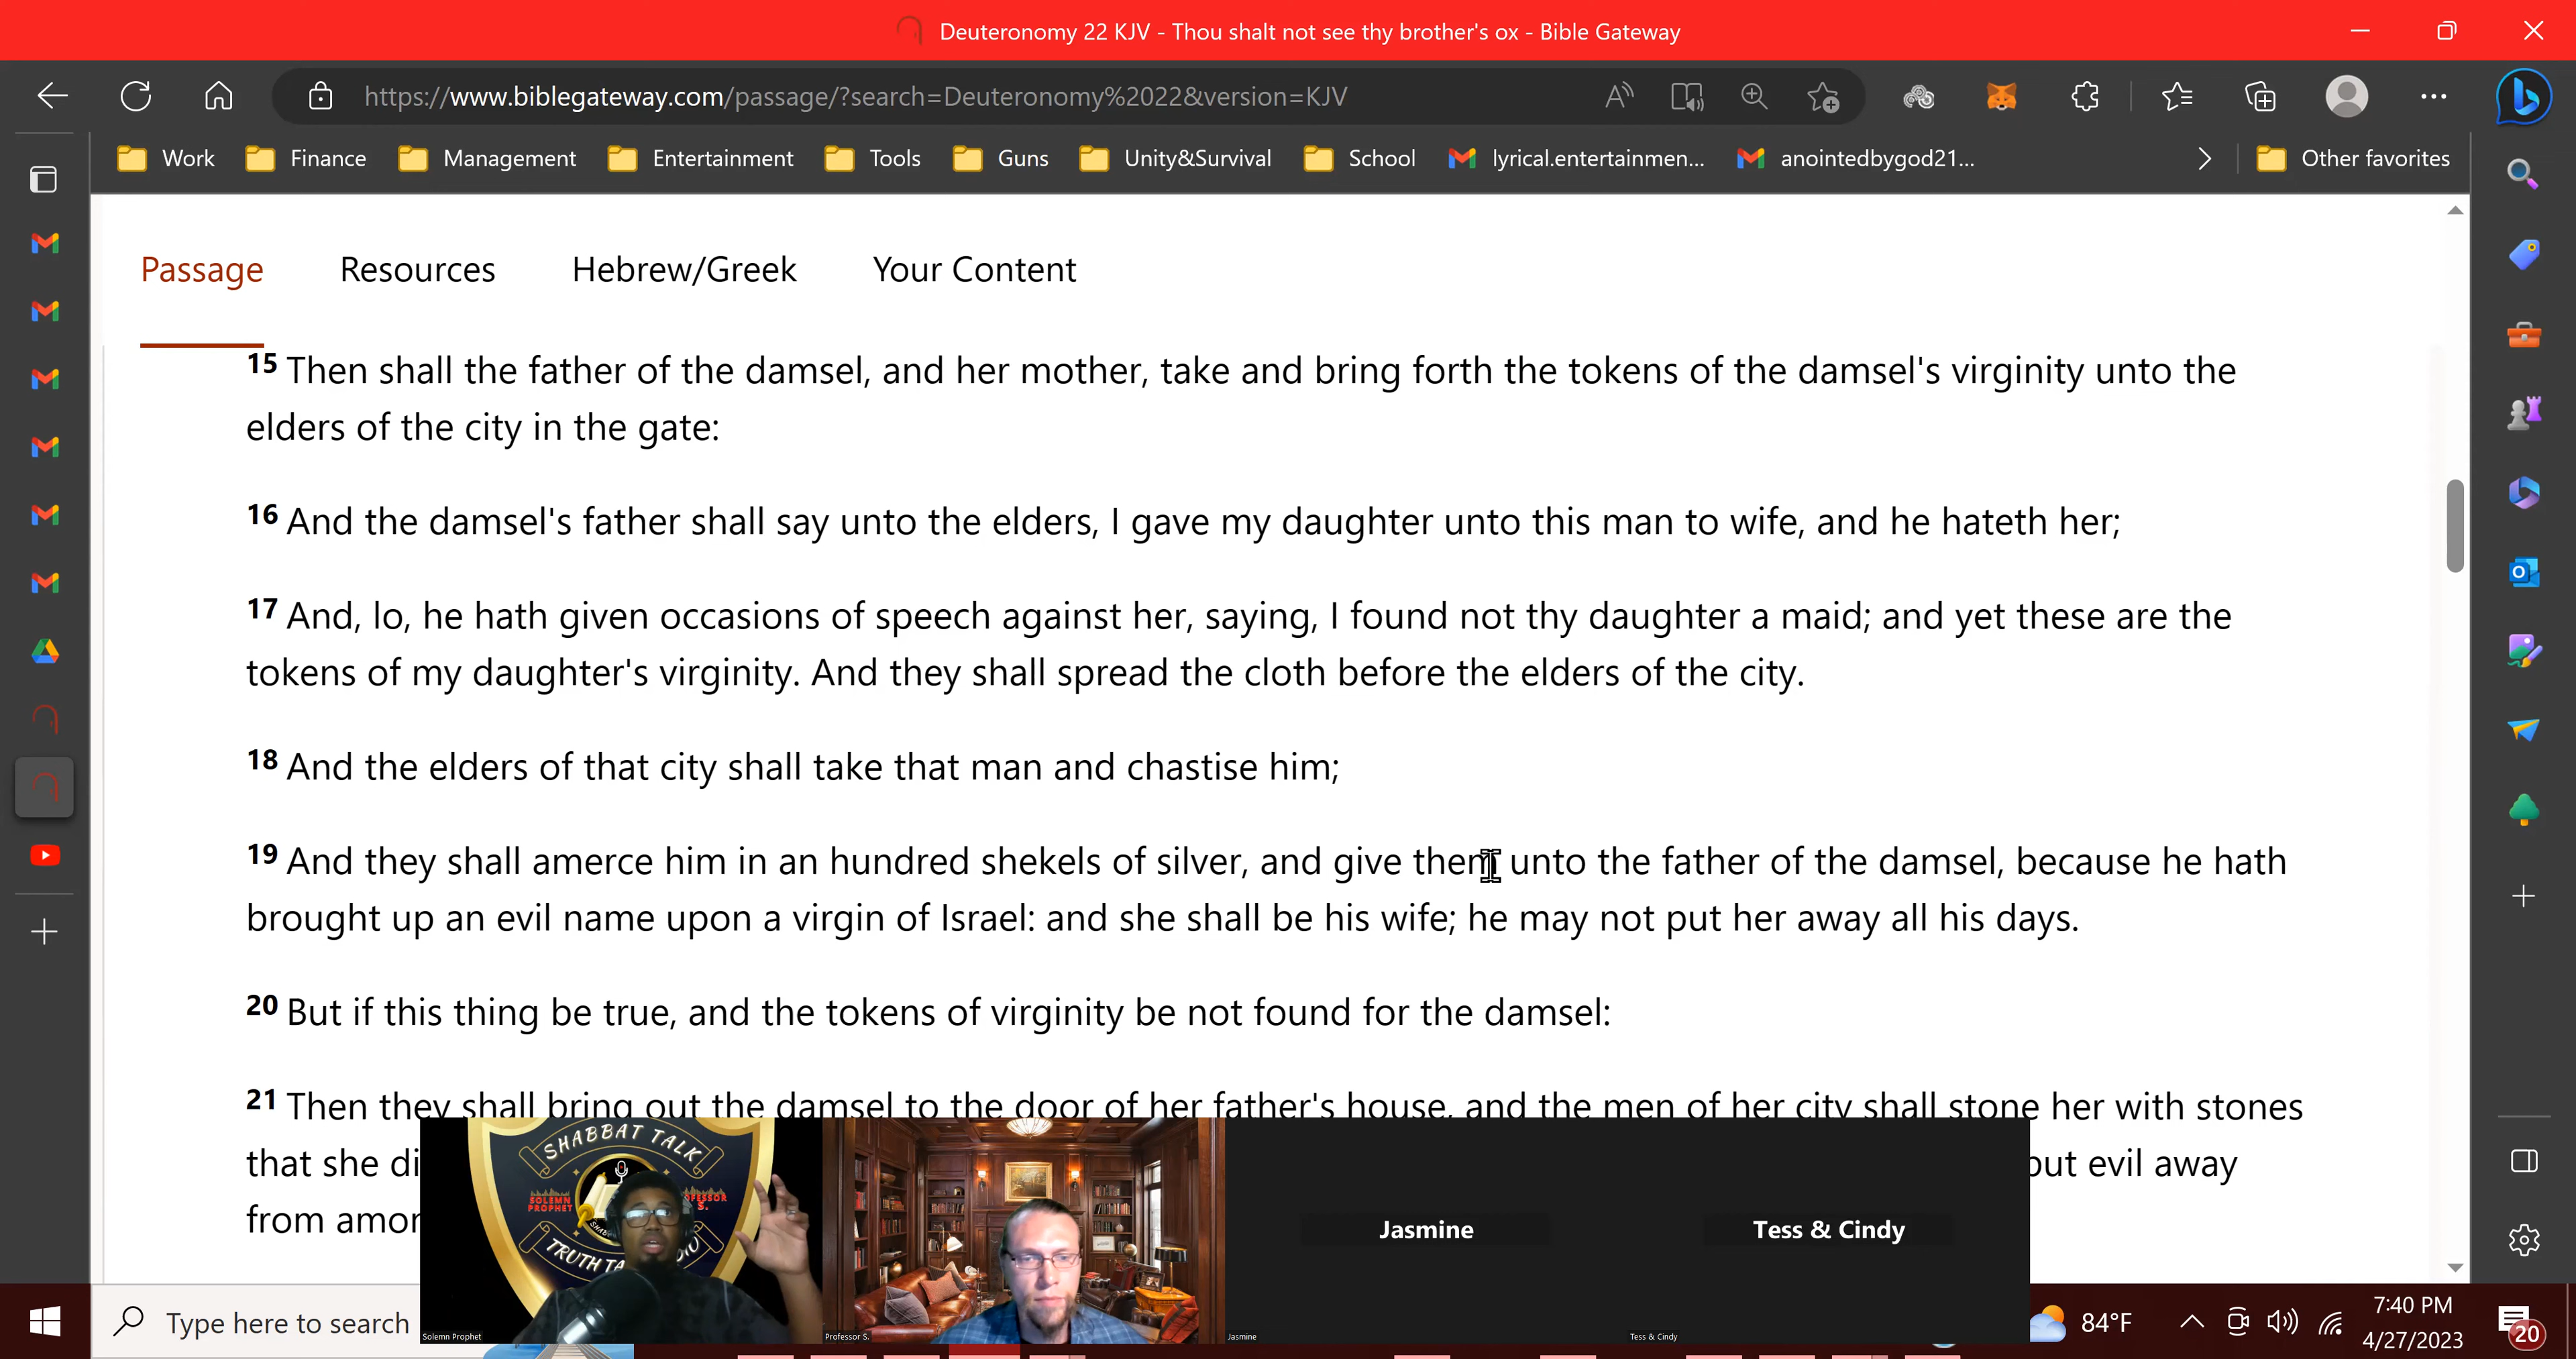 Deuteronomy 22 KJV - Thou shalt not see thy brother's ox - Bible Gateway
https://www.biblegateway.com/passage/?search=Deuteronomy%2022&version=KJV
Work Finance Management Entertainment Tools Guns Unity&Survival School lyrical.entertainmen... anointedbygod21... Other favorites
Passage Resources Hebrew/Greek Your Content
15 Then shall the father of the damsel, and her mother, take and bring forth the tokens of the damsel's virginity unto the
elders of the city in the gate:
16 And the damsel's father shall say unto the elders, I gave my daughter unto this man to wife, and he hateth her;
17 And, lo, he hath given occasions of speech against her, saying, I found not thy daughter a maid; and yet these are the
tokens of my daughter's virginity. And they shall spread the cloth before the elders of the city.
18 And the elders of that city shall take that man and chastise him;
19 And they shall amerce him in an hundred shekels of silver, and give them unto the father of the damsel, because he hath
brought up an evil name upon a virgin of Israel: and she shall be his wife; he may not put her away all his days.
20 But if this thing be true, and the tokens of virginity be not found for the damsel:
21 Then they shall bring out the damsel to the door of her father's house, and the men of her city shall stone her with stones
that she
evil away
from
SHABBAT TALK
SOLEMN
PROPHET
S.
TRUTH
Solemn Prophet
Professor S.
Jasmine
Jasmine
Tess & Cindy
Tess & Cindy
Type here to search
84°F
7:40 PM
4/27/2023
20